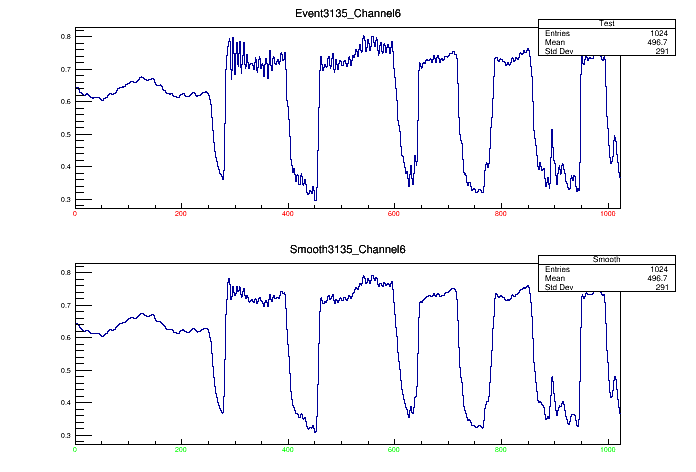 Event3135_Channel6
Test
Entries 1024
Mean 496.7
Std Dev 291
0.8
0.7
0.6
0.5
0.4
0.3
0 200 400 600 800 1000
Smooth3135_Channel6
Smooth
Entries 1024
Mean 496.7
Std Dev 291
0.8
0.7
0.6
0.5
0.4
0.3
0 200 400 600 800 1000